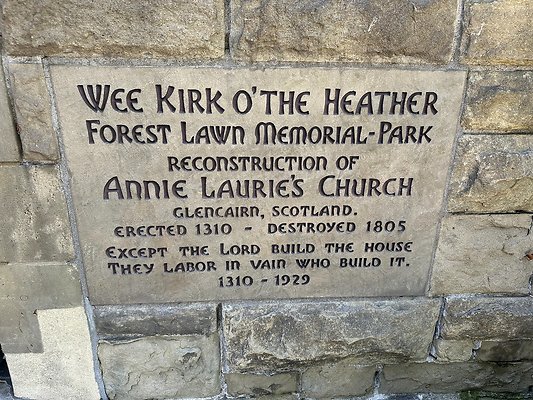 Wee Kirk o' the Heather
Forest Lawn Memorial-Park
reconstruction of
Annie Laurie's Church
Glencairn, Scotland.
erected 1310 - destroyed 1805
Except the Lord build the house
They labor in vain who build it.
1310 - 1929